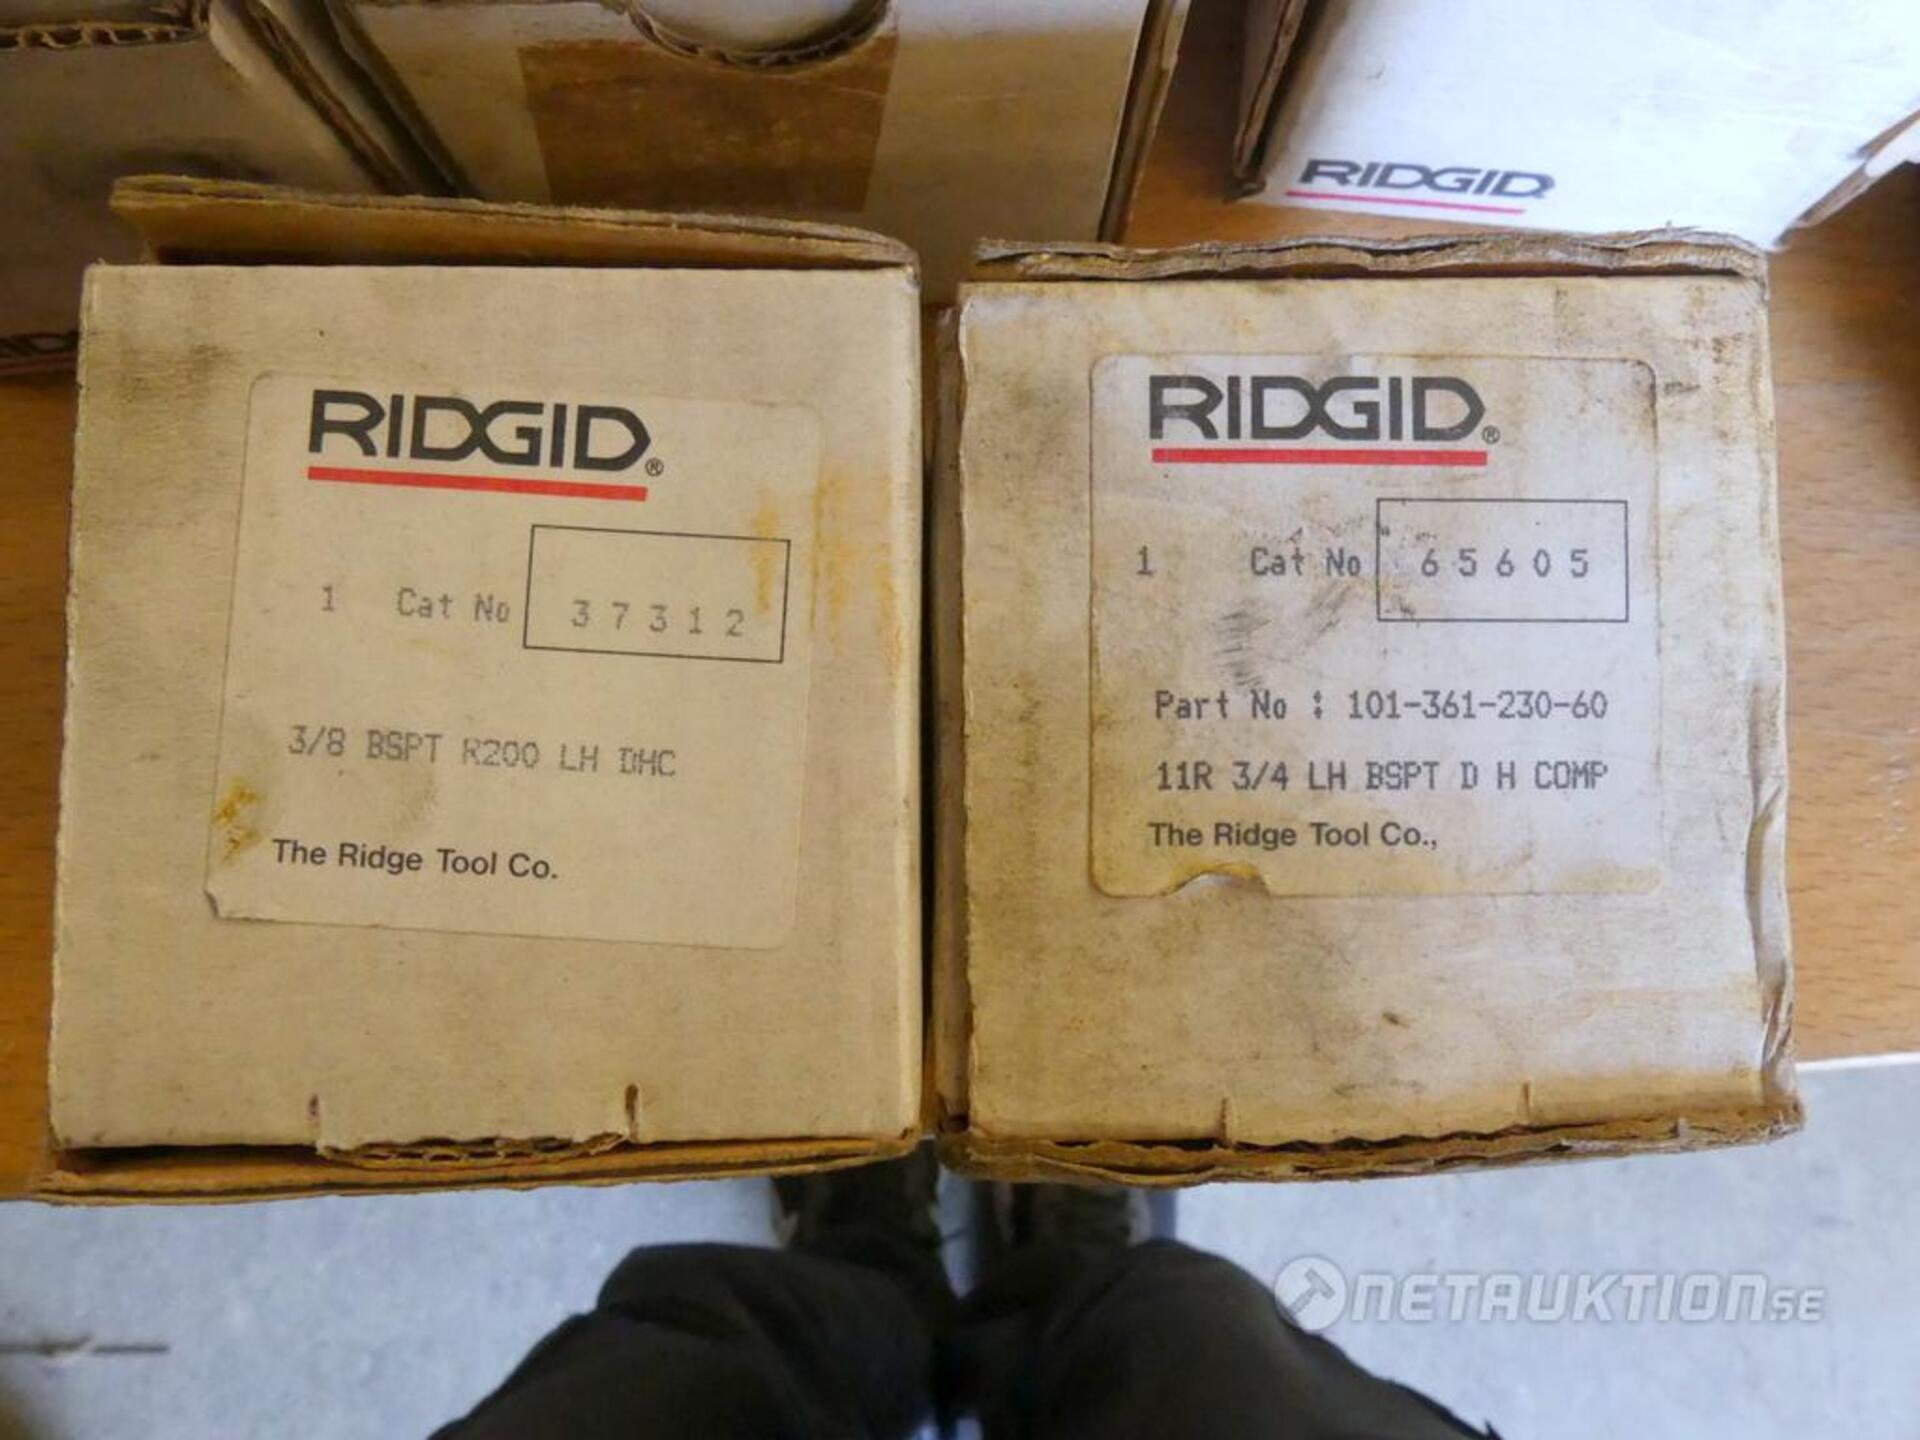 RIDGID
RIDGID®
1 Cat No 37312
3/8 BSPT R200 LH DHC
The Ridge Tool Co.
RIDGID®
1 Cat No 65605
Part No : 101-361-230-60
11R 3/4 LH BSPT D H COMP
The Ridge Tool Co.,
NETAUKTION.SE